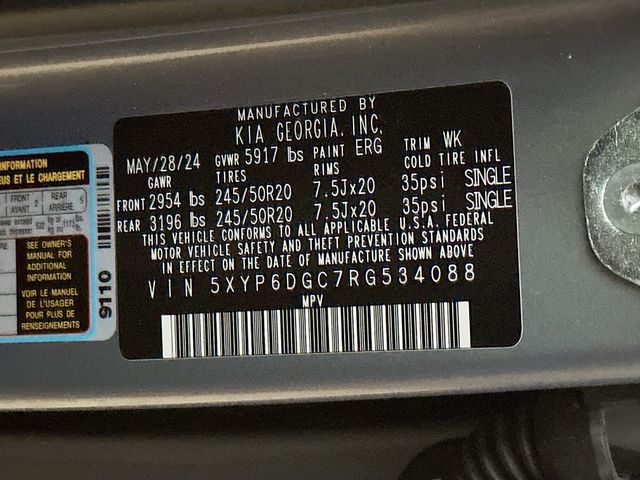 MANUFACTURED BY
KIA GEORGIA, INC.
MAY/28/24 GVWR 5917 lbs PAINT ERG TRIM WK
GAWR TIRES RIMS COLD TIRE INFL
FRONT 2954 lbs 245/50R20 7.5Jx20 35psi SINGLE
REAR 3196 lbs 245/50R20 7.5Jx20 35psi SINGLE
THIS VEHICLE CONFORMS TO ALL APPLICABLE U.S.A. FEDERAL
MOTOR VEHICLE SAFETY AND THEFT PREVENTION STANDARDS
IN EFFECT ON THE DATE OF MANUFACTURE SHOWN ABOVE
VIN 5XYP6DGC7RG534088
MPV
INFORMATION
US ET LE CHARGEMENT
FRONT 2 REAR 5
AVANT ARRIÈRE
SEE OWNER'S
MANUAL FOR
ADDITIONAL
INFORMATION
VOIR LE MANUEL
DE L'USAGER
POUR PLUS DE
RENSEIGNEMENTS
9110